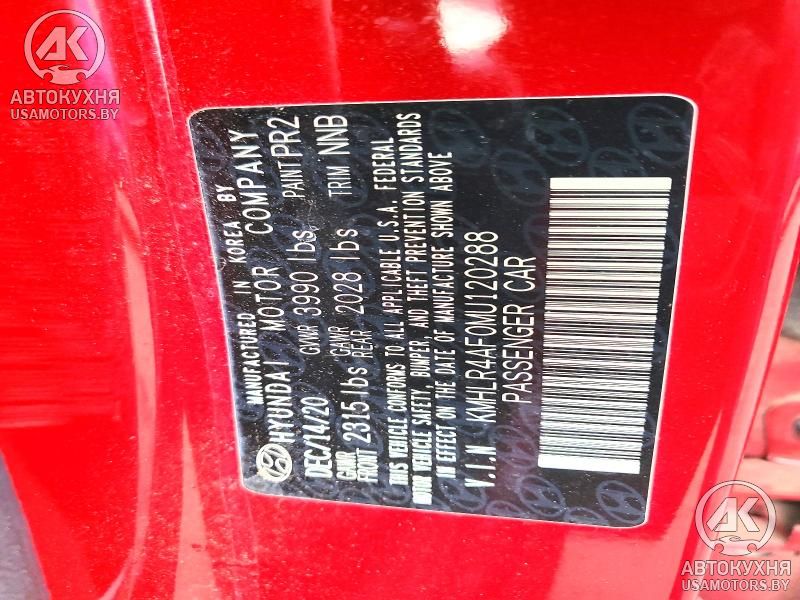 AK
АВТОКУХНЯ
USAMOTORS.BY
MANUFACTURED IN KOREA BY
HYUNDAI MOTOR COMPANY
DEC/14/20 GVWR 3990 lbs, PAINT PR2
GAWR FRONT 2315 lbs GAWR REAR 2028 lbs TRIM NNB
THIS VEHICLE CONFORMS TO ALL APPLICABLE U.S.A. FEDERAL
MOTOR VEHICLE SAFETY, BUMPER, AND THEFT PREVENTION STANDARDS
IN EFFECT ON THE DATE OF MANUFACTURE SHOWN ABOVE
V.I.N KMHLR4AF0MU120288
PASSENGER CAR
AK
АВТОКУХНЯ
USAMOTORS.BY